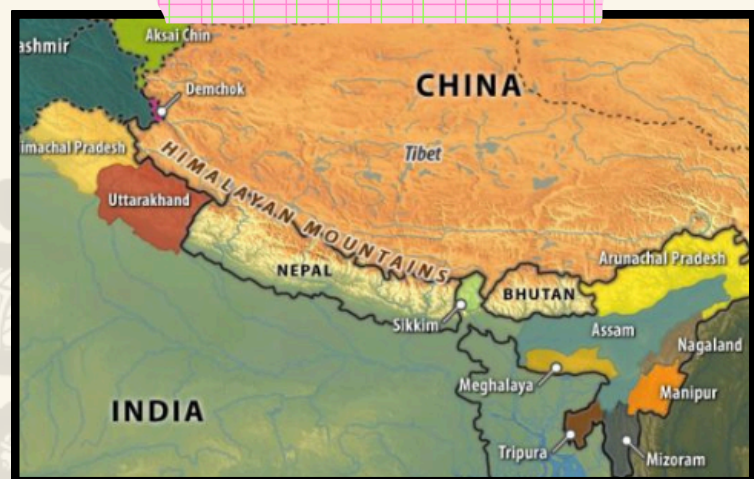 ashmir
Aksai Chin
Demchok
CHINA
imachal Pradesh
Tibet
HIMALAYAN MOUNTAINS
Uttarakhand
NEPAL
Arunachal Pradesh
BHUTAN
Sikkim
Assam
Nagaland
Meghalaya
Manipur
INDIA
Tripura
Mizoram